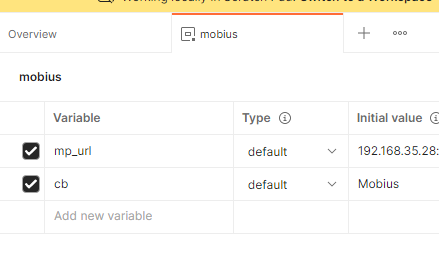 Working locally in Scratch Pad. Switch to a Workspace
Overview
mobius
mobius
Variable Type Initial value
mp_url default 192.168.35.28:
cb default Mobius
Add new variable